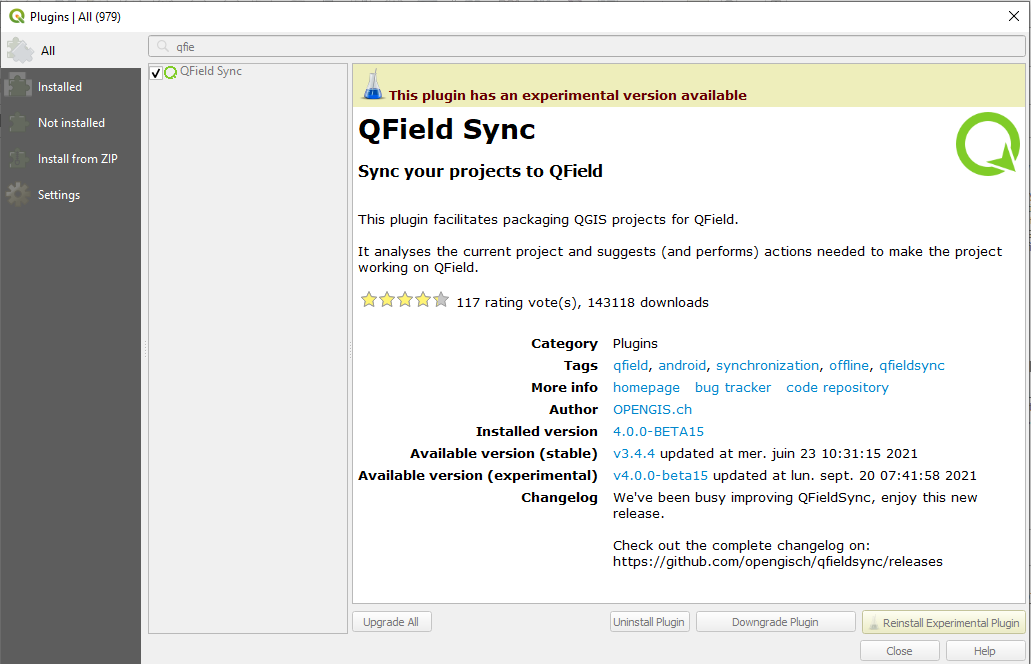 Plugins | All (979)
All
Installed
Not installed
Install from ZIP
Settings
qfie
QField Sync
This plugin has an experimental version available
QField Sync
Sync your projects to QField
This plugin facilitates packaging QGIS projects for QField.
It analyses the current project and suggests (and performs) actions needed to make the project
working on QField.
117 rating vote(s), 143118 downloads
Category Plugins
Tags qfield, android, synchronization, offline, qfieldsync
More info homepage bug tracker code repository
Author OPENGIS.ch
Installed version 4.0.0-BETA15
Available version (stable) v3.4.4 updated at mer. juin 23 10:31:15 2021
Available version (experimental) v4.0.0-beta15 updated at lun. sept. 20 07:41:58 2021
Changelog We've been busy improving QFieldSync, enjoy this new
release.
Check out the complete changelog on:
https://github.com/opengisch/qfieldsync/releases
Upgrade All
Uninstall Plugin
Downgrade Plugin
Reinstall Experimental Plugin
Close
Help